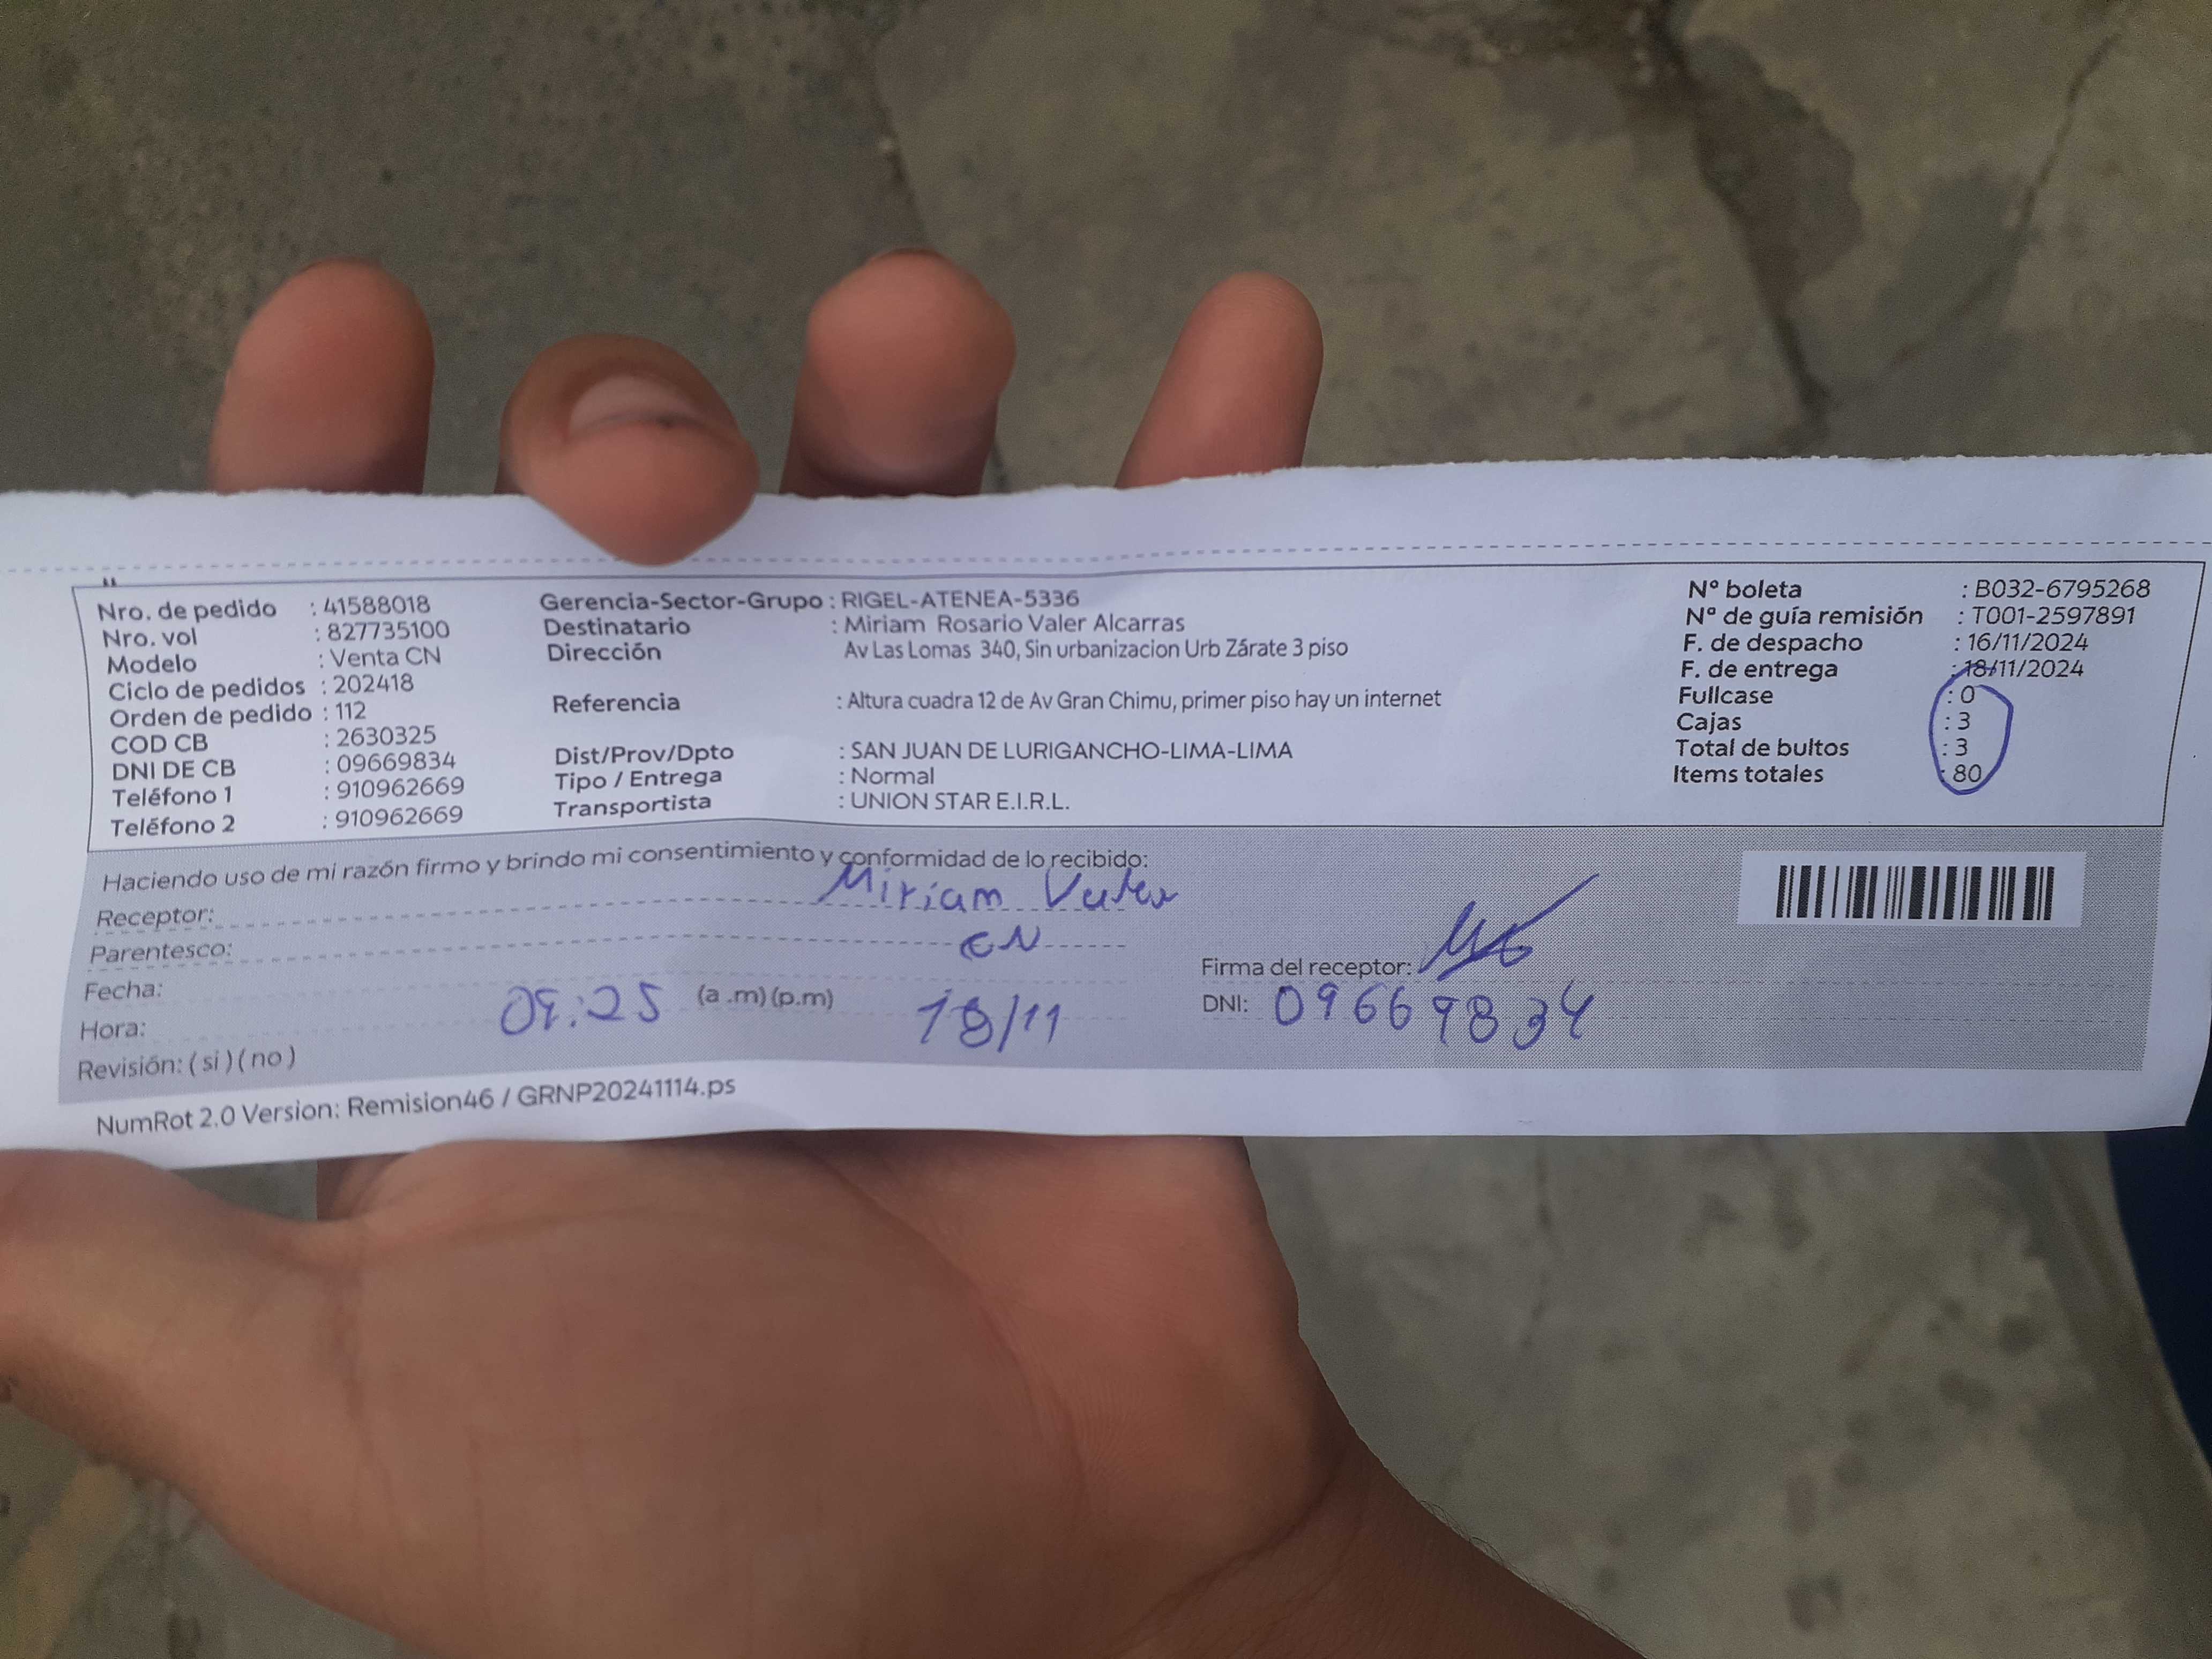 Nro. de pedido : 41588018
Nro. vol : 827735100
Modelo : Venta CN
Ciclo de pedidos : 202418
Orden de pedido : 112
COD CB : 2630325
DNI DE CB : 09669834
Teléfono 1 : 910962669
Teléfono 2 : 910962669
Gerencia-Sector-Grupo : RIGEL-ATENEA-5336
Destinatario : Miriam Rosario Valer Alcarras
Dirección Av Las Lomas 340, Sin urbanizacion Urb Zárate 3 piso
Referencia : Altura cuadra 12 de Av Gran Chimu, primer piso hay un internet
Dist/Prov/Dpto : SAN JUAN DE LURIGANCHO-LIMA-LIMA
Tipo / Entrega : Normal
Transportista : UNION STAR E.I.R.L.
N° boleta : B032-6795268
N° de guía remisión : T001-2597891
F. de despacho : 16/11/2024
F. de entrega : 18/11/2024
Fullcase : 0
Cajas : 3
Total de bultos : 3
Items totales : 80
Haciendo uso de mi razón firmo y brindo mi consentimiento y conformidad de lo recibido:
Receptor: Miriam Valer
Parentesco: CN
Fecha: 18/11
Hora: 09:25 (a .m) (p.m)
Revisión: ( si ) ( no )
Firma del receptor:
DNI: 09669834
NumRot 2.0 Version: Remision46 / GRNP20241114.ps